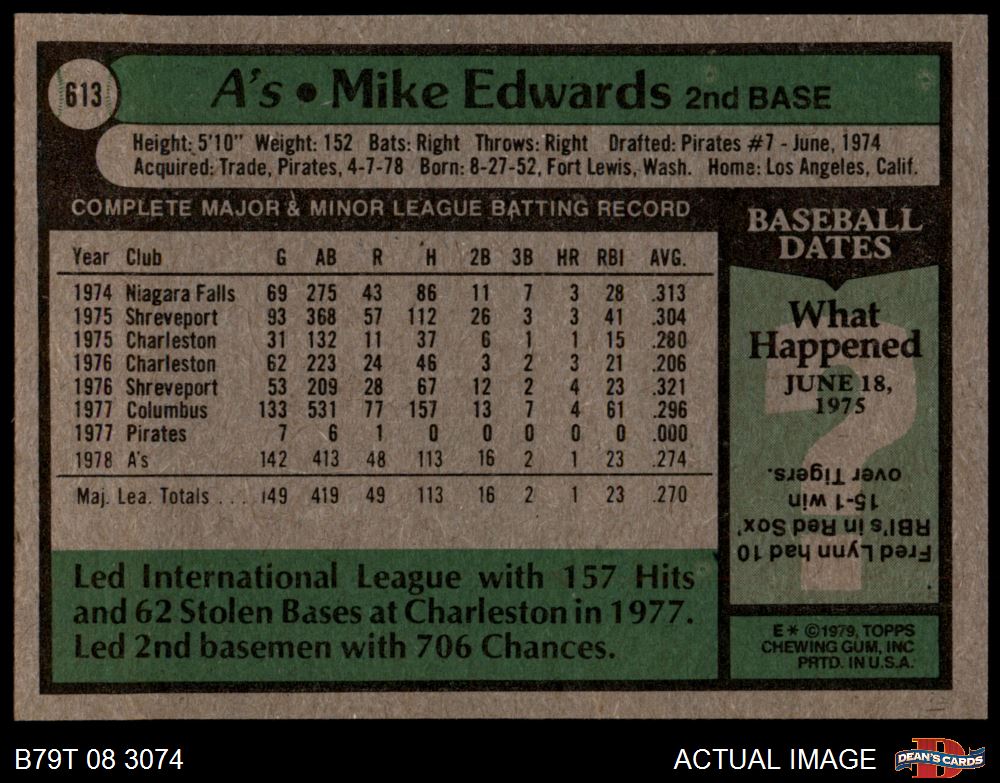 613
A's • Mike Edwards 2nd BASE
Height: 5'10" Weight: 152 Bats: Right Throws: Right Drafted: Pirates #7 - June, 1974
Acquired: Trade, Pirates, 4-7-78 Born: 8-27-52, Fort Lewis, Wash. Home: Los Angeles, Calif.
COMPLETE MAJOR & MINOR LEAGUE BATTING RECORD
Year Club G AB R H 2B 3B HR RBI AVG.
1974 Niagara Falls 69 275 43 86 11 7 3 28 .313
1975 Shreveport 93 368 57 112 26 3 3 41 .304
1975 Charleston 31 132 11 37 6 1 1 15 .280
1976 Charleston 62 223 24 46 3 2 3 21 .206
1976 Shreveport 53 209 28 67 12 2 4 23 .321
1977 Columbus 133 531 77 157 13 7 4 61 .296
1977 Pirates 7 6 1 0 0 0 0 0 .000
1978 A's 142 413 48 113 16 2 1 23 .274
Maj. Lea. Totals . . . 149 419 49 113 16 2 1 23 .270
Led International League with 157 Hits
and 62 Stolen Bases at Charleston in 1977.
Led 2nd basemen with 706 Chances.
BASEBALL
DATES
What
Happened
JUNE 18,
1975
?
Fred Lynn had 10
RBI's in Red Sox'
15-1 win
over Tigers.
E* ©1979, TOPPS
CHEWING GUM, INC
PRTD. IN U.S.A.
B79T 08 3074
ACTUAL IMAGE
D
DEAN'S CARDS